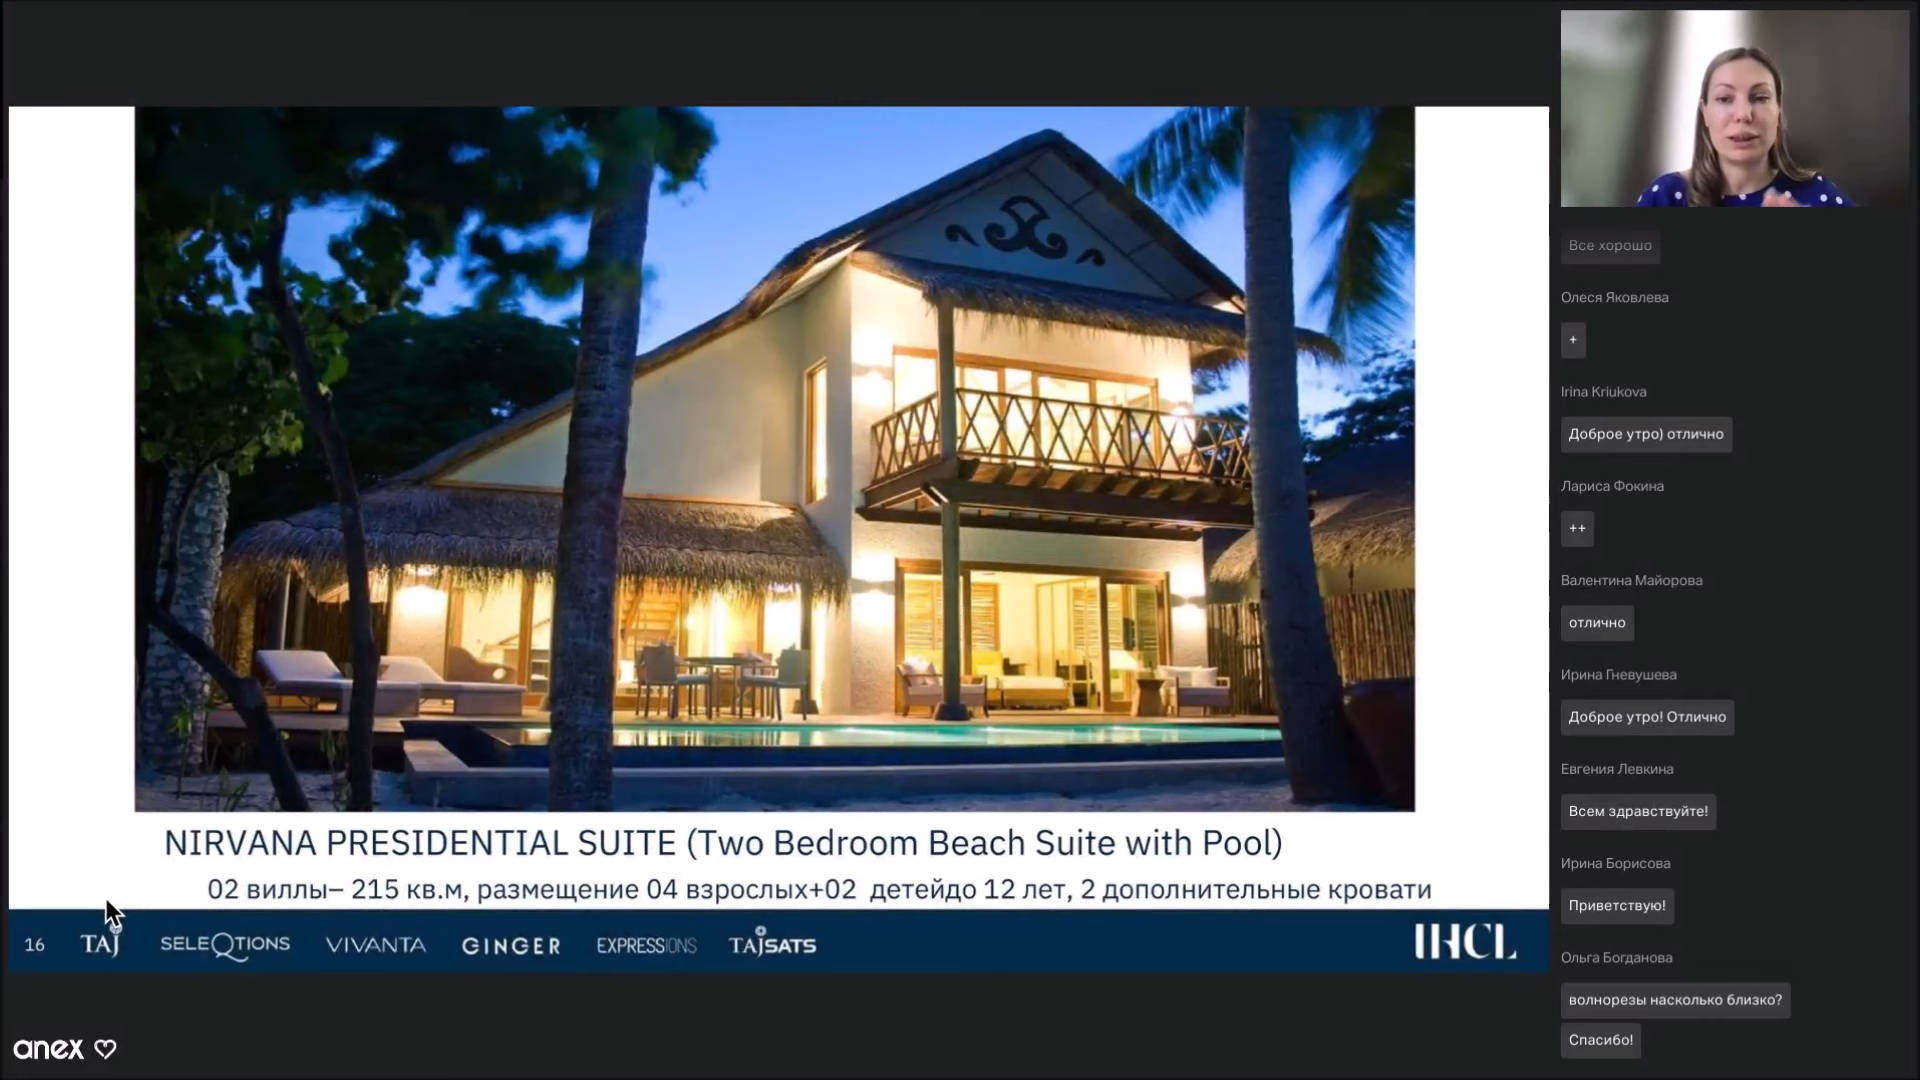 NIRVANA PRESIDENTIAL SUITE (Two Bedroom Beach Suite with Pool)
02 виллы– 215 кв.м, размещение 04 взрослых+02 детейдо 12 лет, 2 дополнительные кровати
16
TAJ
SELEQTIONS
VIVANTA
GINGER
EXPRESSIONS
TAJSATS
IHCL
anex
Все хорошо
Олеся Яковлева
+
Irina Kriukova
Доброе утро) отлично
Лариса Фокина
++
Валентина Майорова
отлично
Ирина Гневушева
Доброе утро! Отлично
Евгения Левкина
Всем здравствуйте!
Ирина Борисова
Приветствую!
Ольга Богданова
волнорезы насколько близко?
Спасибо!